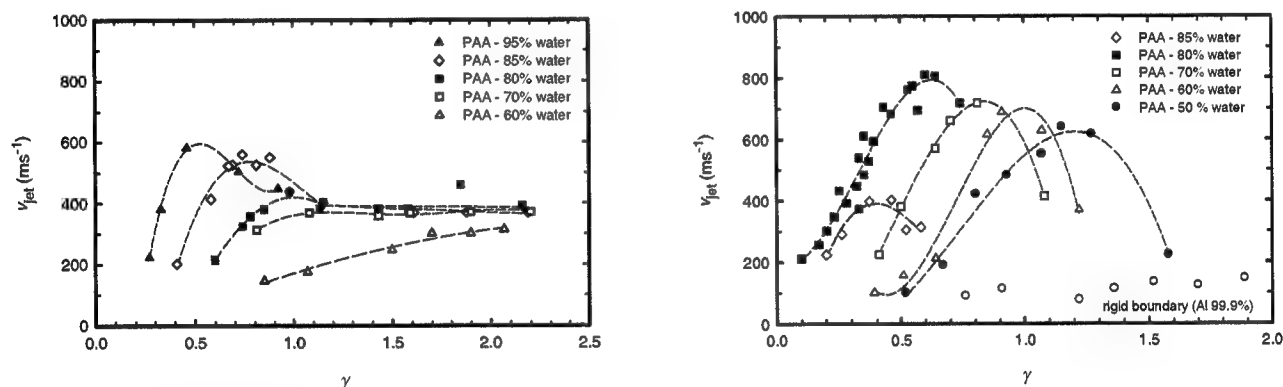 1000
800
600
400
200
0
v_jet (ms⁻¹)
PAA - 95% water
PAA - 85% water
PAA - 80% water
PAA - 70% water
PAA - 60% water
0.0 0.5 1.0 1.5 2.0 2.5
γ
1000
800
600
400
200
0
v_jet (ms⁻¹)
PAA - 85% water
PAA - 80% water
PAA - 70% water
PAA - 60% water
PAA - 50 % water
rigid boundary (Al 99.9%)
0.0 0.5 1.0 1.5 2.0
γ